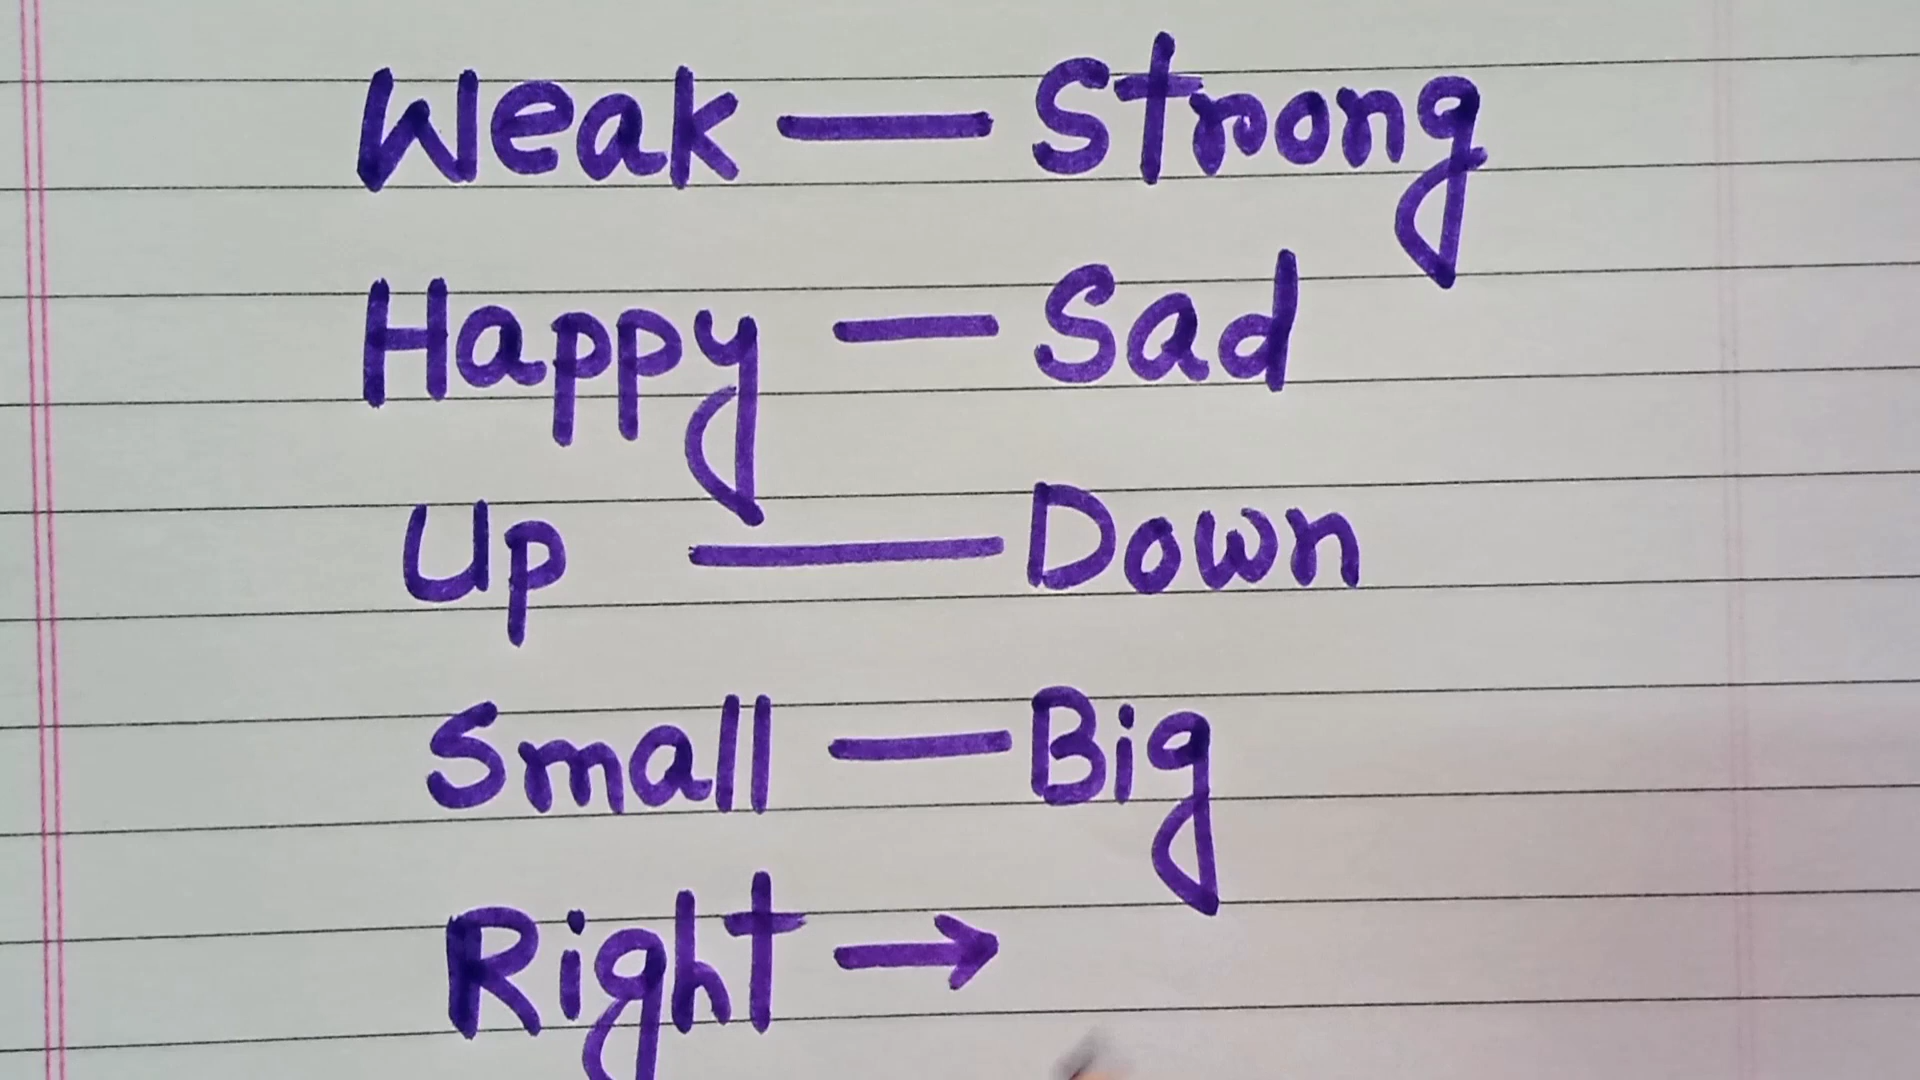 Weak — Strong
Happy — Sad
Up — Down
Small — Big
Right →